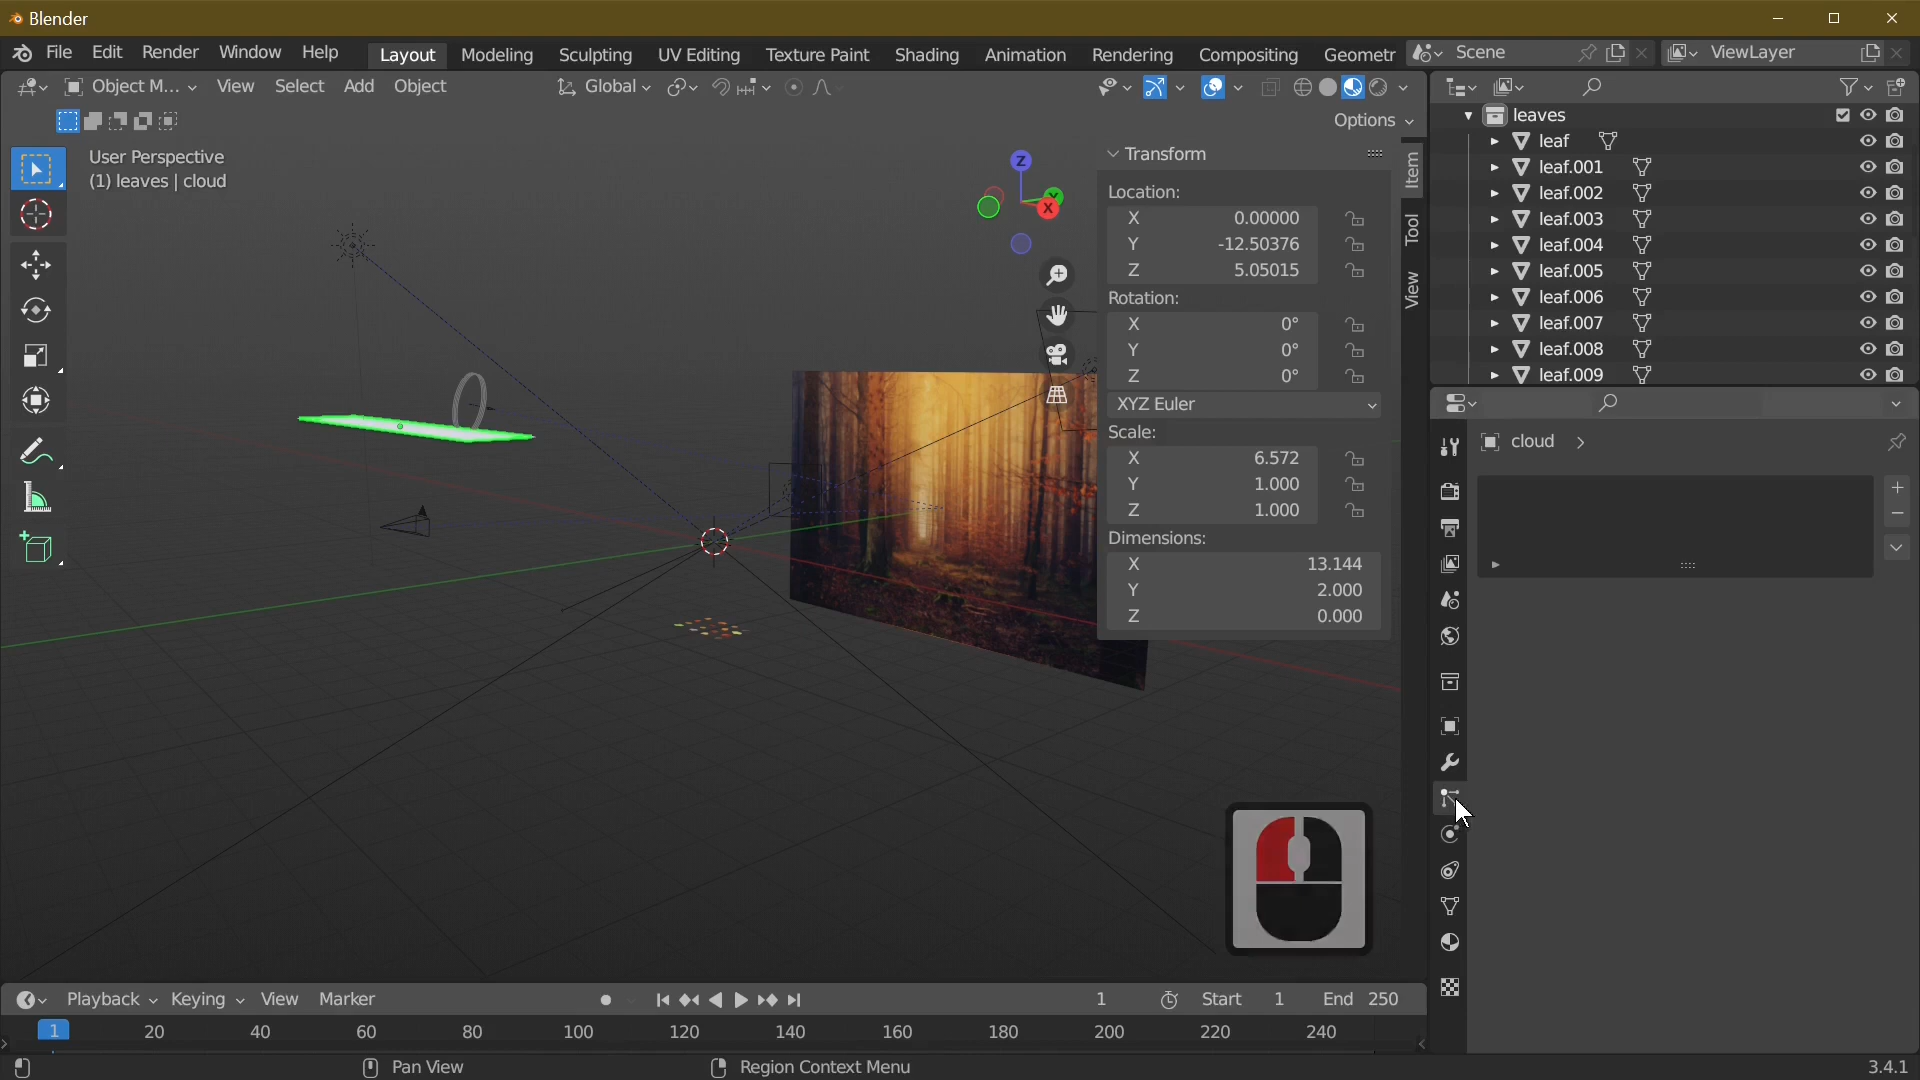 Blender
File Edit Render Window Help Layout Modeling Sculpting UV Editing Texture Paint Shading Animation Rendering Compositing Geometr Scene ViewLayer
Object M... View Select Add Object Global
Options
User Perspective
(1) leaves | cloud
Z
Y
X
Transform
Location:
X 0.00000
Y -12.50376
Z 5.05015
Rotation:
X 0°
Y 0°
Z 0°
XYZ Euler
Scale:
X 6.572
Y 1.000
Z 1.000
Dimensions:
X 13.144
Y 2.000
Z 0.000
Item
Tool
View
leaves
leaf
leaf.001
leaf.002
leaf.003
leaf.004
leaf.005
leaf.006
leaf.007
leaf.008
leaf.009
cloud
Playback Keying View Marker 1 Start 1 End 250
1 20 40 60 80 100 120 140 160 180 200 220 240
Pan View Region Context Menu 3.4.1